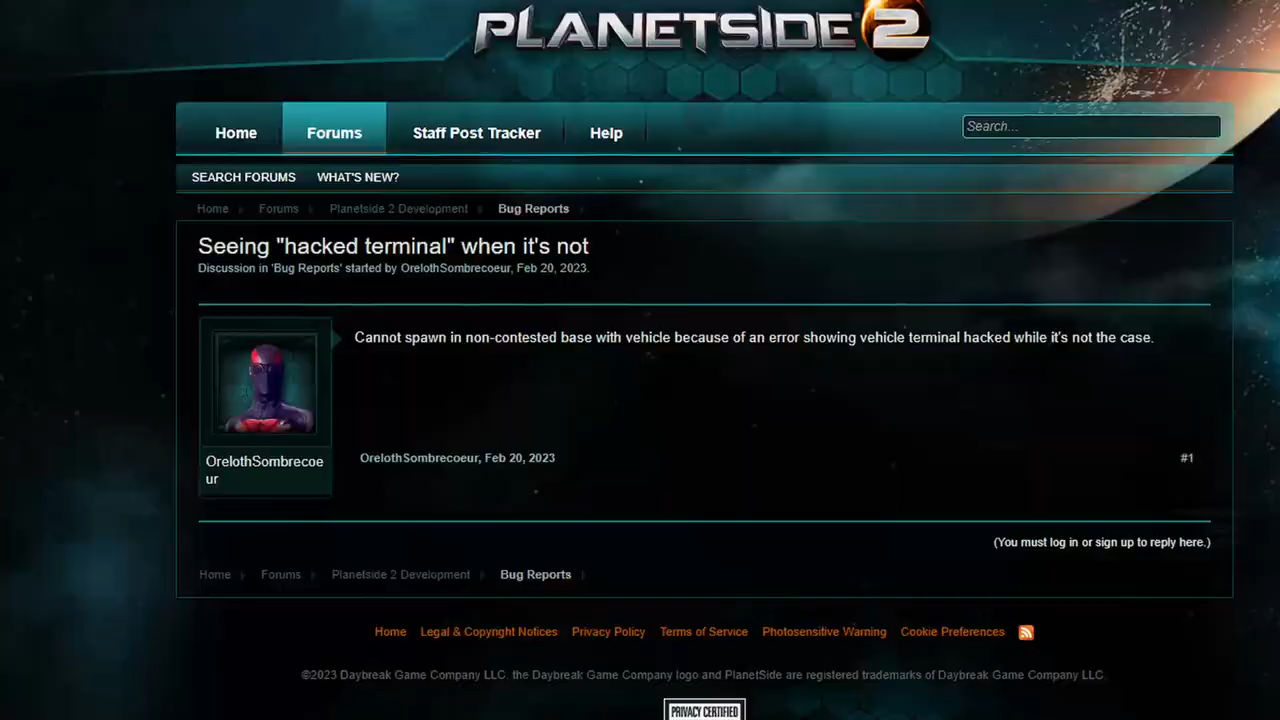 PLANETSIDE 2
Home Forums Staff Post Tracker Help Search...
SEARCH FORUMS WHAT'S NEW?
Home Forums Planetside 2 Development Bug Reports
Seeing "hacked terminal" when it's not
Discussion in 'Bug Reports' started by OrelothSombrecoeur, Feb 20, 2023.
Cannot spawn in non-contested base with vehicle because of an error showing vehicle terminal hacked while it's not the case.
OrelothSombrecoe
ur
OrelothSombrecoeur, Feb 20, 2023 #1
(You must log in or sign up to reply here.)
Home Forums Planetside 2 Development Bug Reports
Home Legal & Copyright Notices Privacy Policy Terms of Service Photosensitive Warning Cookie Preferences
©2023 Daybreak Game Company LLC. the Daybreak Game Company logo and PlanetSide are registered trademarks of Daybreak Game Company LLC.
PRIVACY CERTIFIED